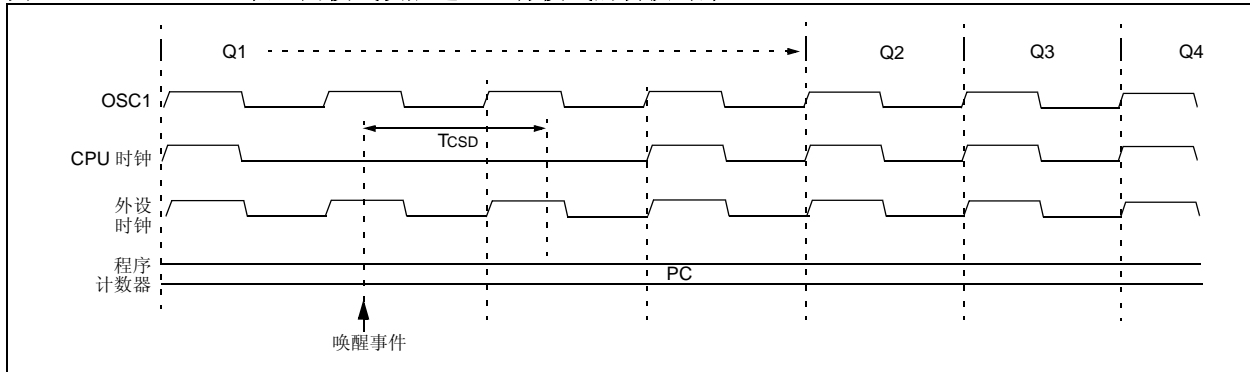 Q1 Q2 Q3 Q4
OSC1
TCSD
CPU 时钟
外设
时钟
程序
计数器
PC
唤醒事件